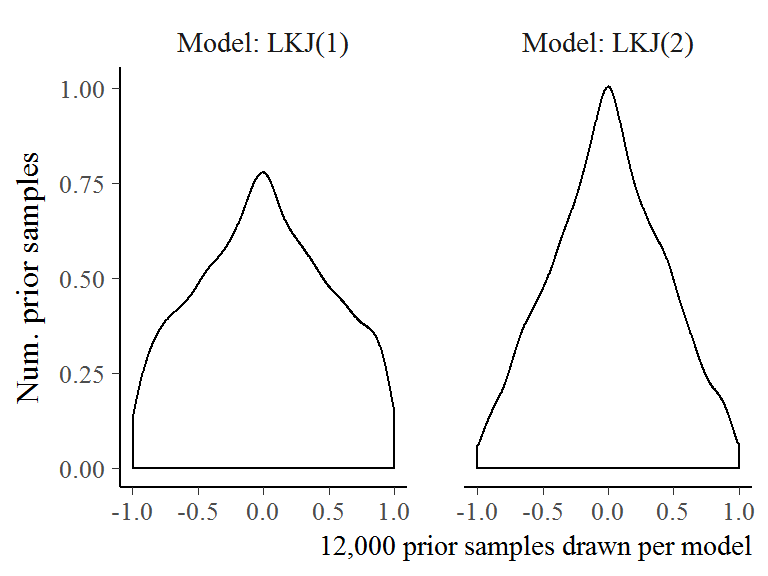 Model: LKJ(1)
Model: LKJ(2)
Num. prior samples
1.00
0.75
0.50
0.25
0.00
-1.0 -0.5 0.0 0.5 1.0
-1.0 -0.5 0.0 0.5 1.0
12,000 prior samples drawn per model